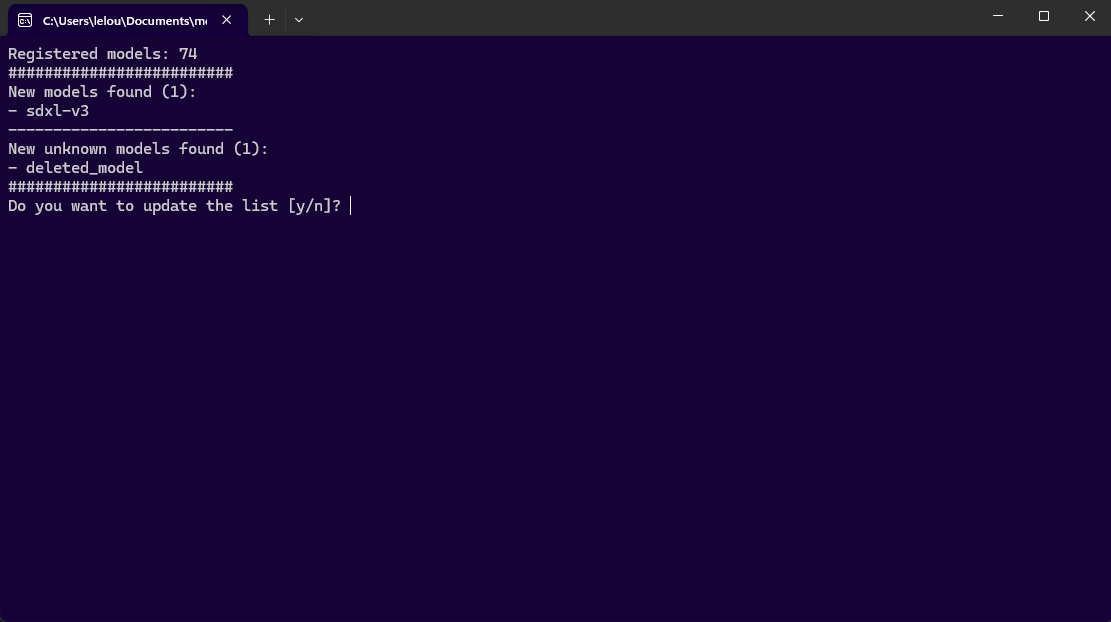 C:\Users\lelou\Documents\m
Registered models: 74
#########################
New models found (1):
- sdxl-v3
-------------------------
New unknown models found (1):
- deleted_model
#########################
Do you want to update the list [y/n]?